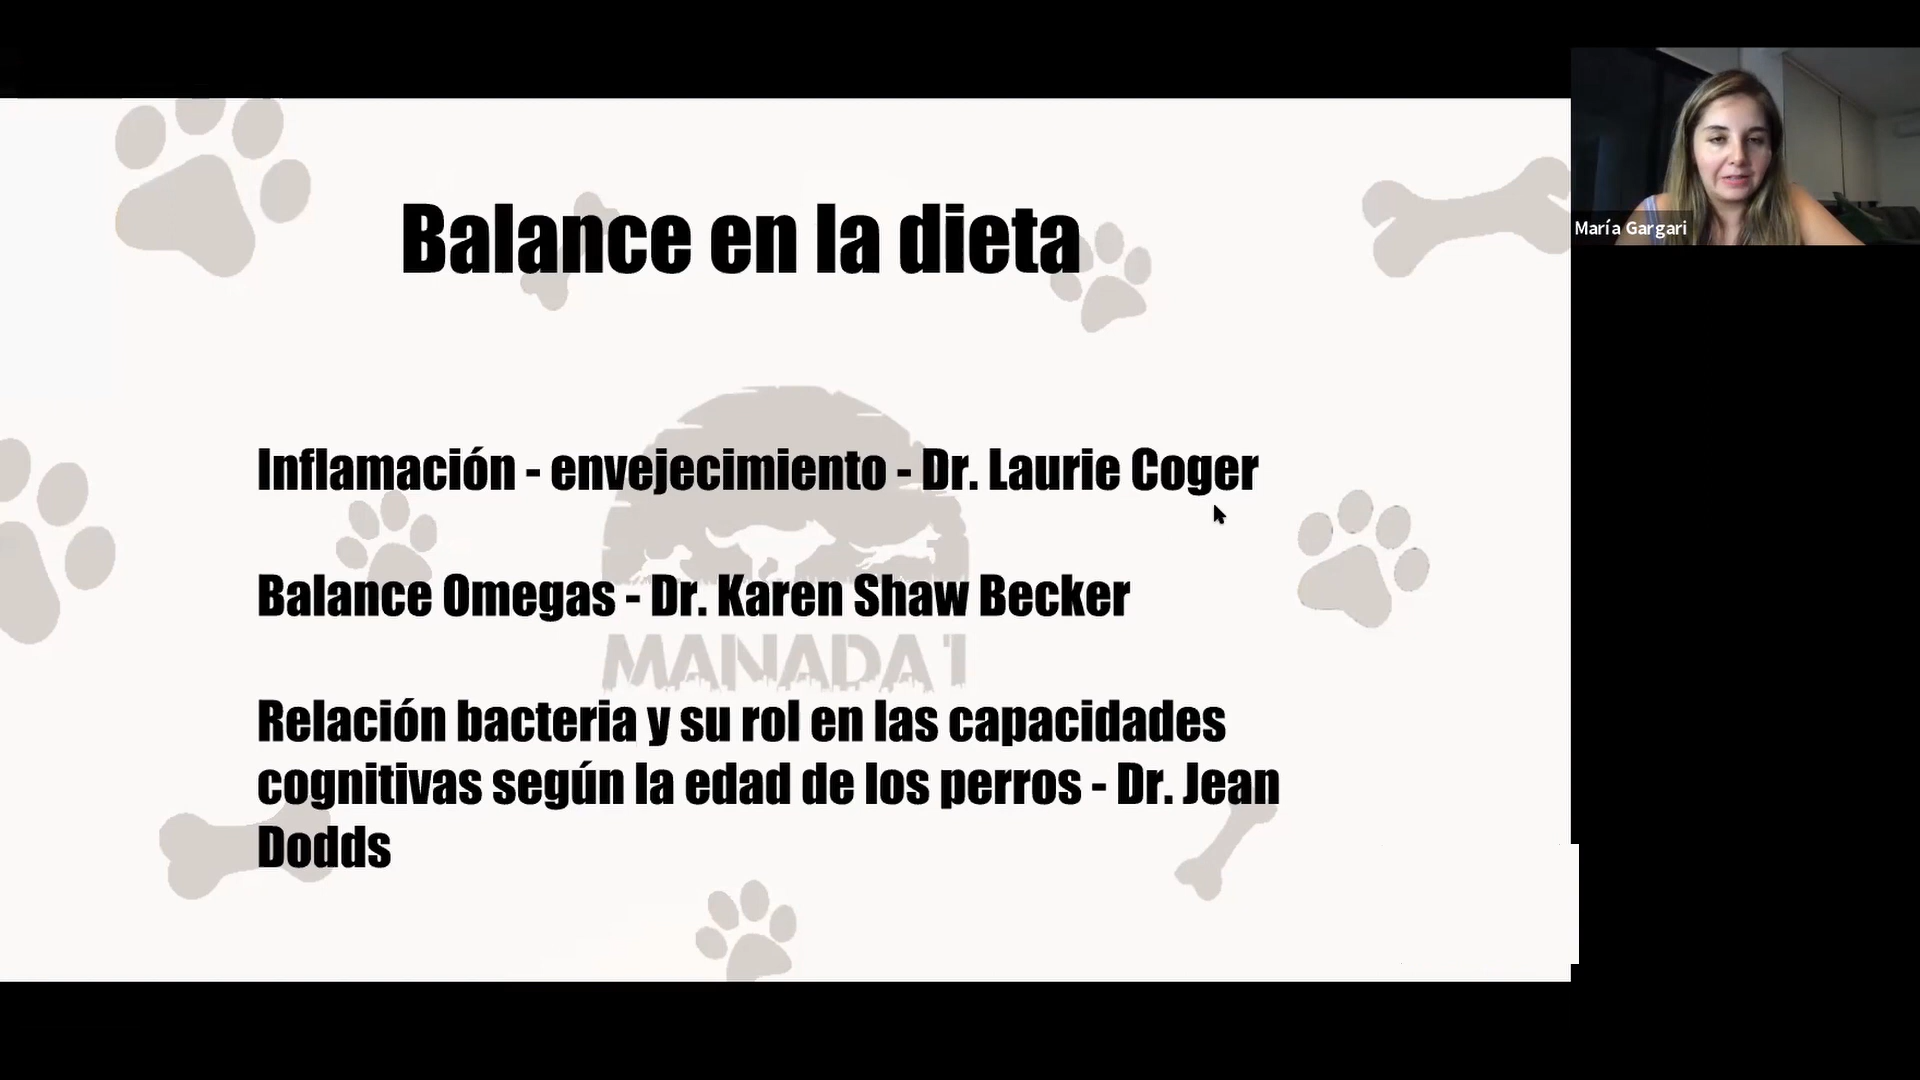 Balance en la dieta
María Gargari
Inflamación - envejecimiento - Dr. Laurie Coger
Balance Omegas - Dr. Karen Shaw Becker
MANADA 1
Relación bacteria y su rol en las capacidades
cognitivas según la edad de los perros - Dr. Jean
Dodds